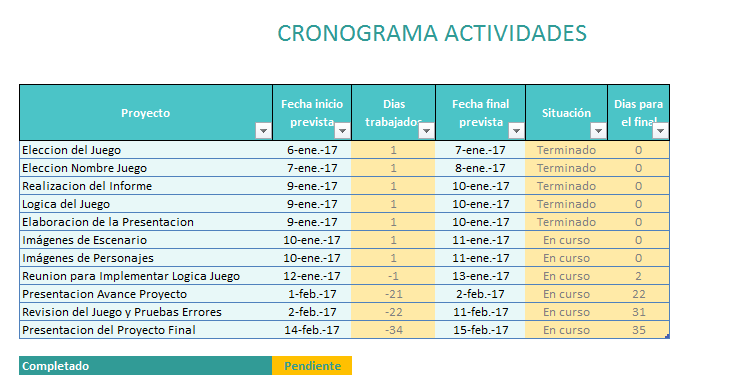 CRONOGRAMA ACTIVIDADES
Proyecto Fecha inicio prevista Dias trabajados Fecha final prevista Situación Dias para el final
Eleccion del Juego 6-ene.-17 1 7-ene.-17 Terminado 0
Eleccion Nombre Juego 7-ene.-17 1 8-ene.-17 Terminado 0
Realizacion del Informe 9-ene.-17 1 10-ene.-17 Terminado 0
Logica del Juego 9-ene.-17 1 10-ene.-17 Terminado 0
Elaboracion de la Presentacion 9-ene.-17 1 10-ene.-17 Terminado 0
Imágenes de Escenario 10-ene.-17 1 11-ene.-17 En curso 0
Imágenes de Personajes 10-ene.-17 1 11-ene.-17 En curso 0
Reunion para Implementar Logica Juego 12-ene.-17 -1 13-ene.-17 En curso 2
Presentacion Avance Proyecto 1-feb.-17 -21 2-feb.-17 En curso 22
Revision del Juego y Pruebas Errores 2-feb.-17 -22 11-feb.-17 En curso 31
Presentacion del Proyecto Final 14-feb.-17 -34 15-feb.-17 En curso 35
Completado Pendiente